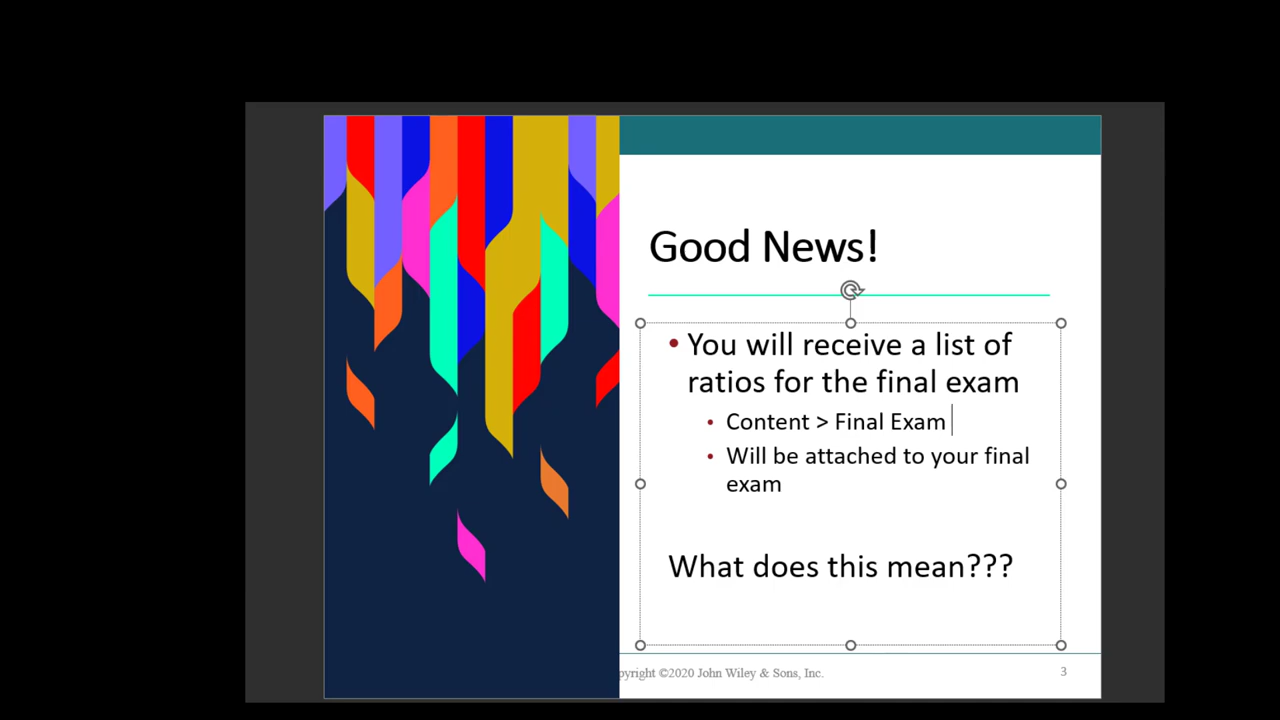 Good News!
• You will receive a list of
ratios for the final exam
• Content > Final Exam
• Will be attached to your final
exam
What does this mean???
pyright ©2020 John Wiley & Sons, Inc.
3